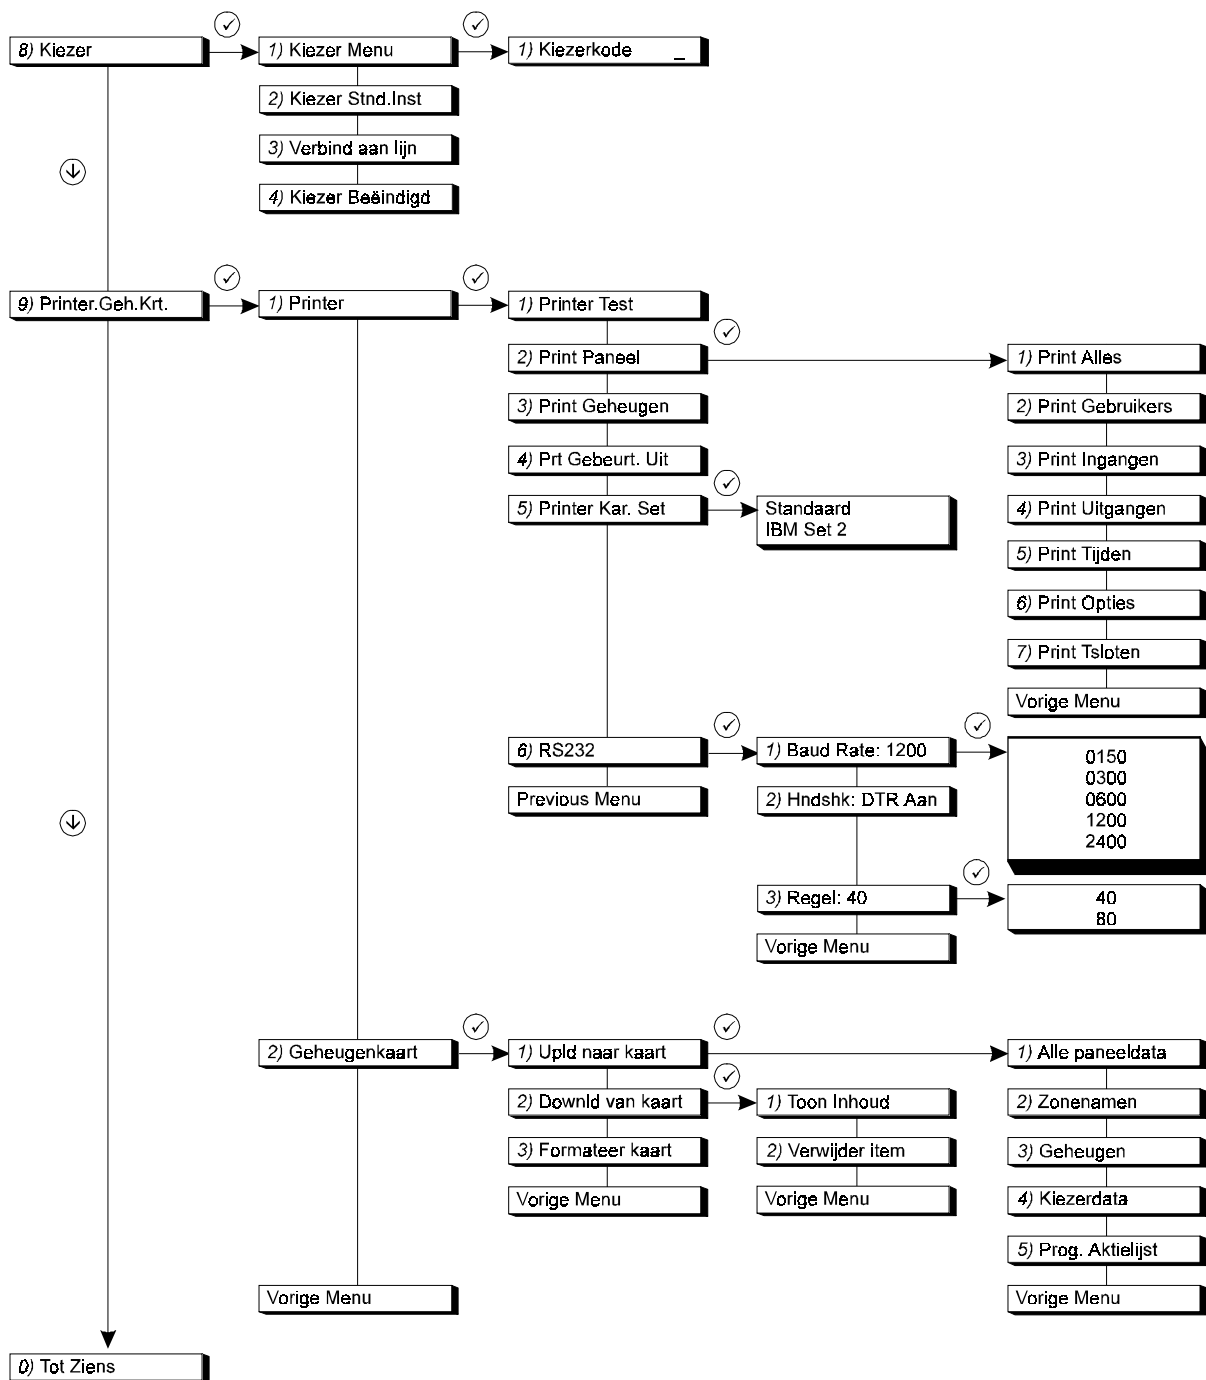 8) Kiezer
1) Kiezer Menu
1) Kiezerkode _
2) Kiezer Stnd.Inst
3) Verbind aan lijn
4) Kiezer Beëindigd
9) Printer.Geh.Krt.
1) Printer
1) Printer Test
2) Print Paneel
1) Print Alles
3) Print Geheugen
2) Print Gebruikers
4) Prt Gebeurt. Uit
3) Print Ingangen
5) Printer Kar. Set
Standaard
IBM Set 2
4) Print Uitgangen
5) Print Tijden
6) Print Opties
7) Print Tsloten
Vorige Menu
6) RS232
1) Baud Rate: 1200
0150
0300
0600
1200
2400
Previous Menu
2) Hndshk: DTR Aan
3) Regel: 40
40
80
Vorige Menu
2) Geheugenkaart
1) Upld naar kaart
1) Alle paneeldata
2) Downld van kaart
1) Toon Inhoud
2) Zonenamen
3) Formateer kaart
2) Verwijder item
3) Geheugen
Vorige Menu
Vorige Menu
4) Kiezerdata
5) Prog. Aktielijst
Vorige Menu
Vorige Menu
0) Tot Ziens